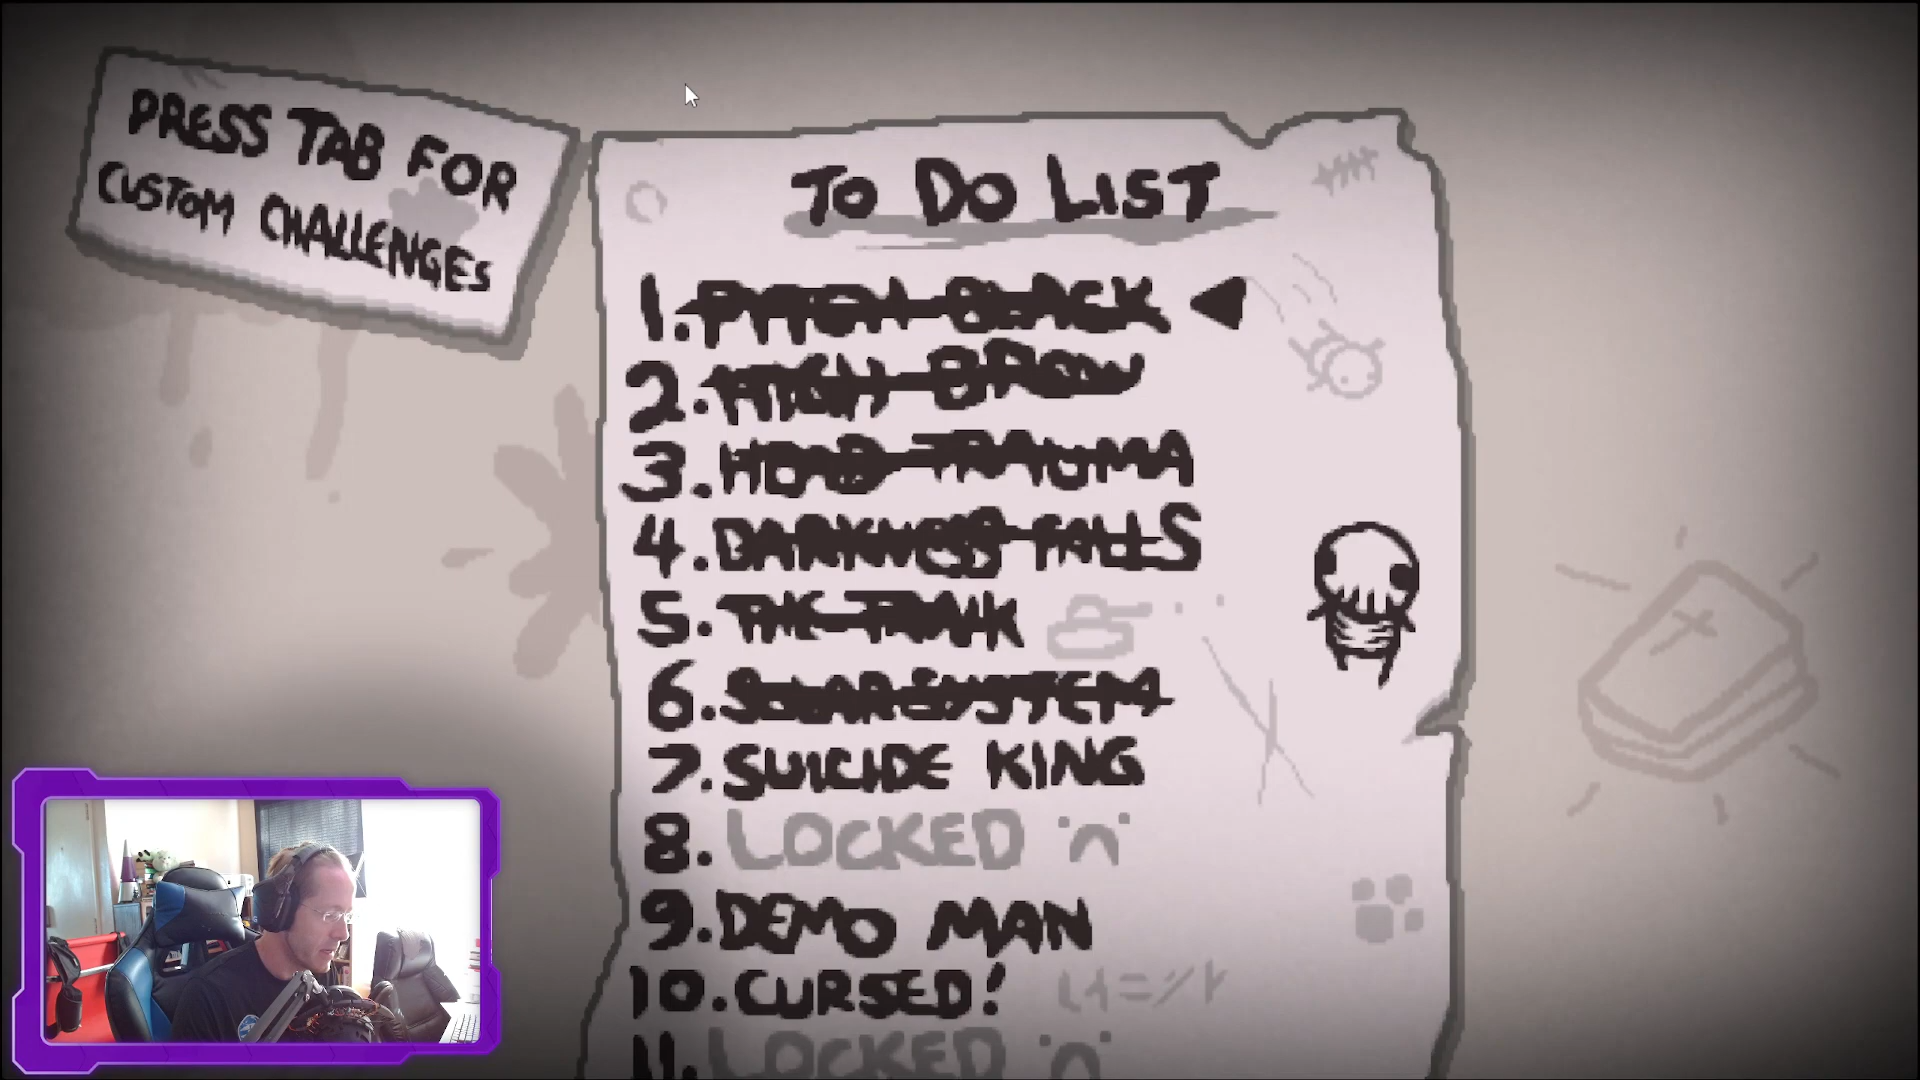 PRESS TAB FOR
CUSTOM CHALLENGES
TO DO LIST
1. PITCH BLACK
2. HIGH BROW
3. HEAD TRAUMA
4. DARKNESS FALLS
5. THE TANK
6. SOLAR SYSTEM
7. SUICIDE KING
8. LOCKED
9. DEMO MAN
10. CURSED!
11. LOCKED